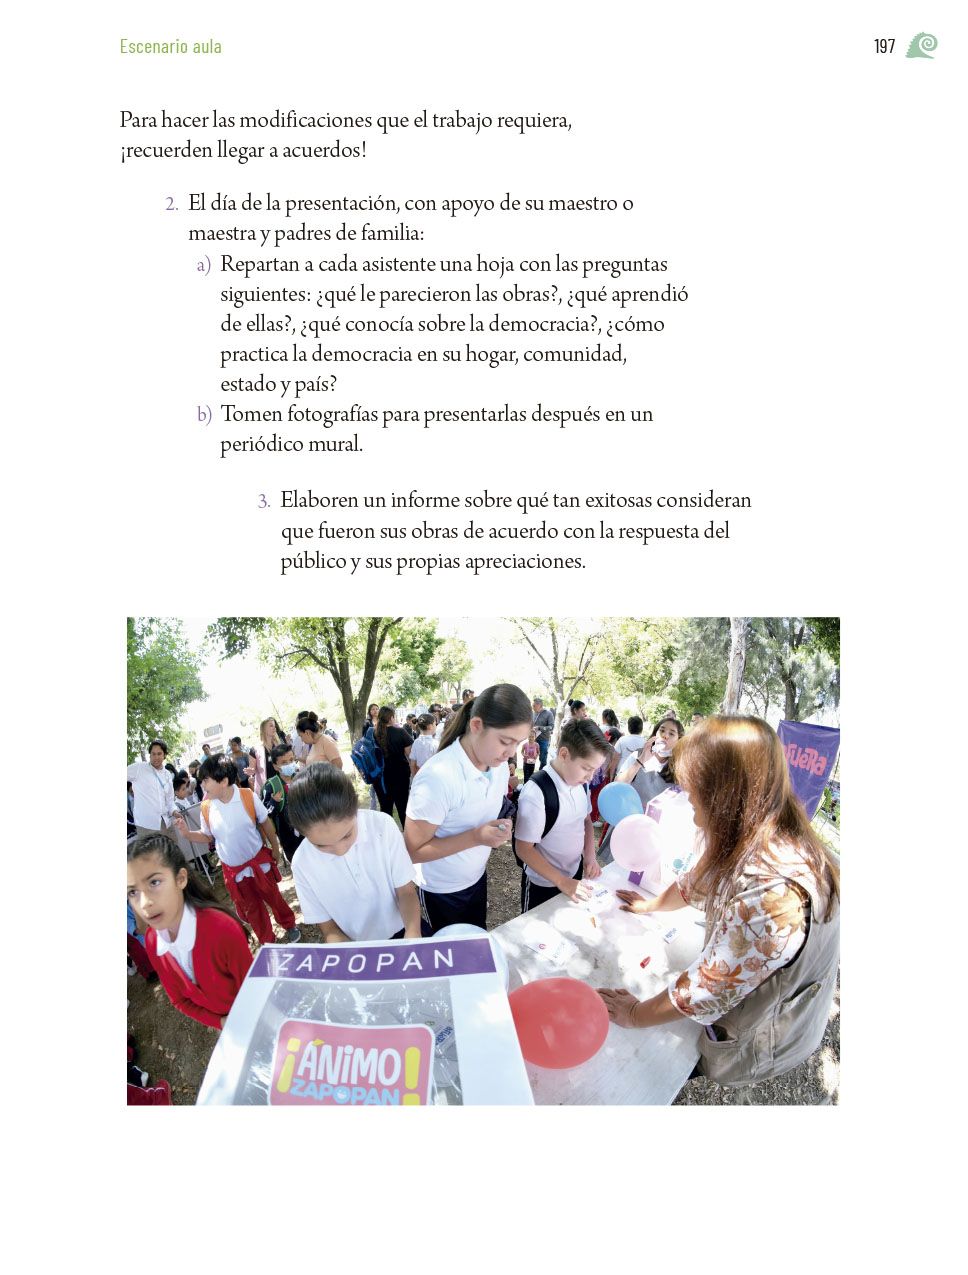 Escenario aula
197
Para hacer las modificaciones que el trabajo requiera,
¡recuerden llegar a acuerdos!
2. El día de la presentación, con apoyo de su maestro o
maestra y padres de familia:
a) Repartan a cada asistente una hoja con las preguntas
siguientes: ¿qué le parecieron las obras?, ¿qué aprendió
de ellas?, ¿qué conocía sobre la democracia?, ¿cómo
practica la democracia en su hogar, comunidad,
estado y país?
b) Tomen fotografías para presentarlas después en un
periódico mural.
3. Elaboren un informe sobre qué tan exitosas consideran
que fueron sus obras de acuerdo con la respuesta del
público y sus propias apreciaciones.
ZAPOPAN
¡ÁNIMO
ZAPOPAN!